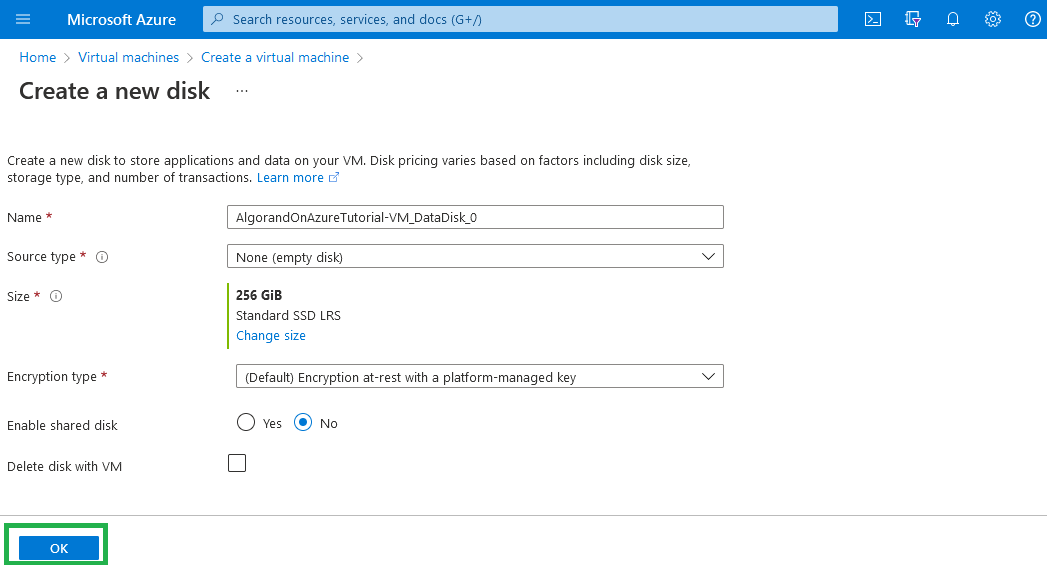 Microsoft Azure
Search resources, services, and docs (G+/)
Home > Virtual machines > Create a virtual machine >
Create a new disk ...
Create a new disk to store applications and data on your VM. Disk pricing varies based on factors including disk size,
storage type, and number of transactions. Learn more
Name * AlgorandOnAzureTutorial-VM_DataDisk_0
Source type * None (empty disk)
Size * 256 GiB
Standard SSD LRS
Change size
Encryption type * (Default) Encryption at-rest with a platform-managed key
Enable shared disk Yes No
Delete disk with VM
OK